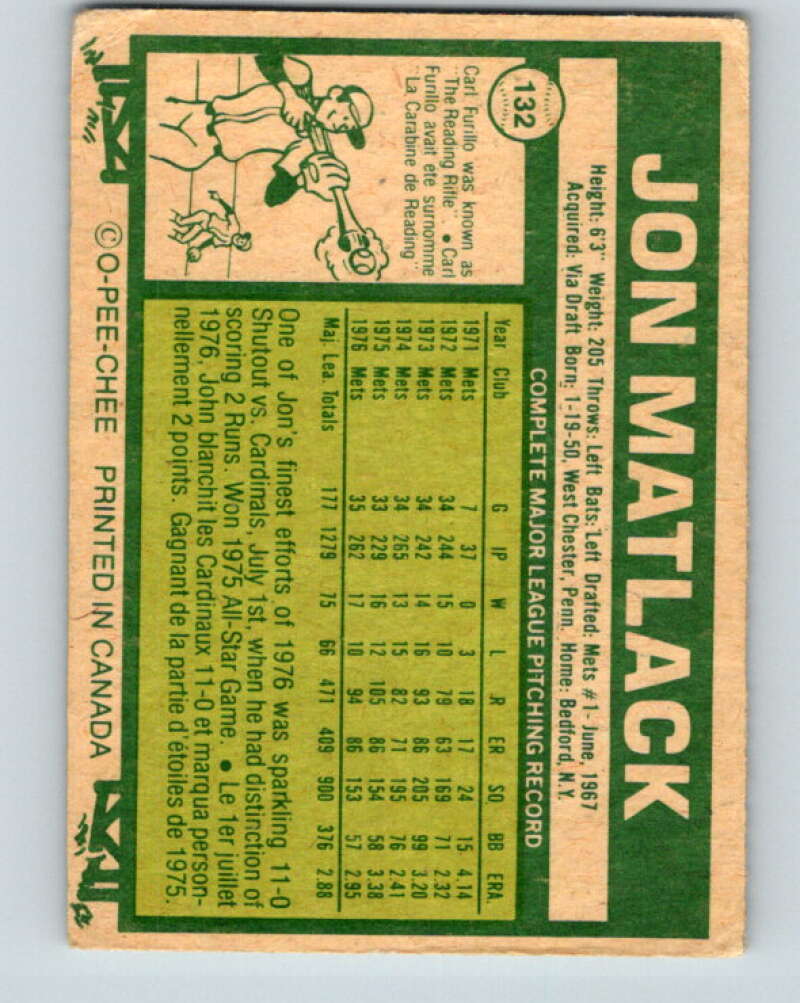 132
JON MATLACK
Height: 6'3" Weight: 205 Throws: Left Bats: Left Drafted: Mets #1-June, 1967
Acquired: Via Draft Born: 1-19-50, West Chester, Penn. Home: Bedford, N.Y.
COMPLETE MAJOR LEAGUE PITCHING RECORD
Year Club G IP W L R ER SO BB ERA.
1971 Mets 7 37 0 3 18 17 24 15 4.14
1972 Mets 34 244 15 10 79 63 169 71 2.32
1973 Mets 34 242 14 16 93 86 205 99 3.20
1974 Mets 34 265 13 15 82 71 195 76 2.41
1975 Mets 33 229 16 12 105 86 154 58 3.38
1976 Mets 35 262 17 10 94 86 153 57 2.95
Maj. Lea. Totals 177 1279 75 66 471 409 900 376 2.88
One of Jon's finest efforts of 1976 was sparkling 11-0
Shutout vs. Cardinals, July 1st, when he had distinction of
scoring 2 Runs. Won 1975 All-Star Game. • Le 1er juillet
1976, John blanchit les Cardinaux 11-0 et marqua person-
nellement 2 points. Gagnant de la partie d'étoiles de 1975.
Carl Furillo was known as
"The Reading Rifle". • Carl
Furillo avait ete surnomme
"La Carabine de Reading"
©O-PEE-CHEE PRINTED IN CANADA